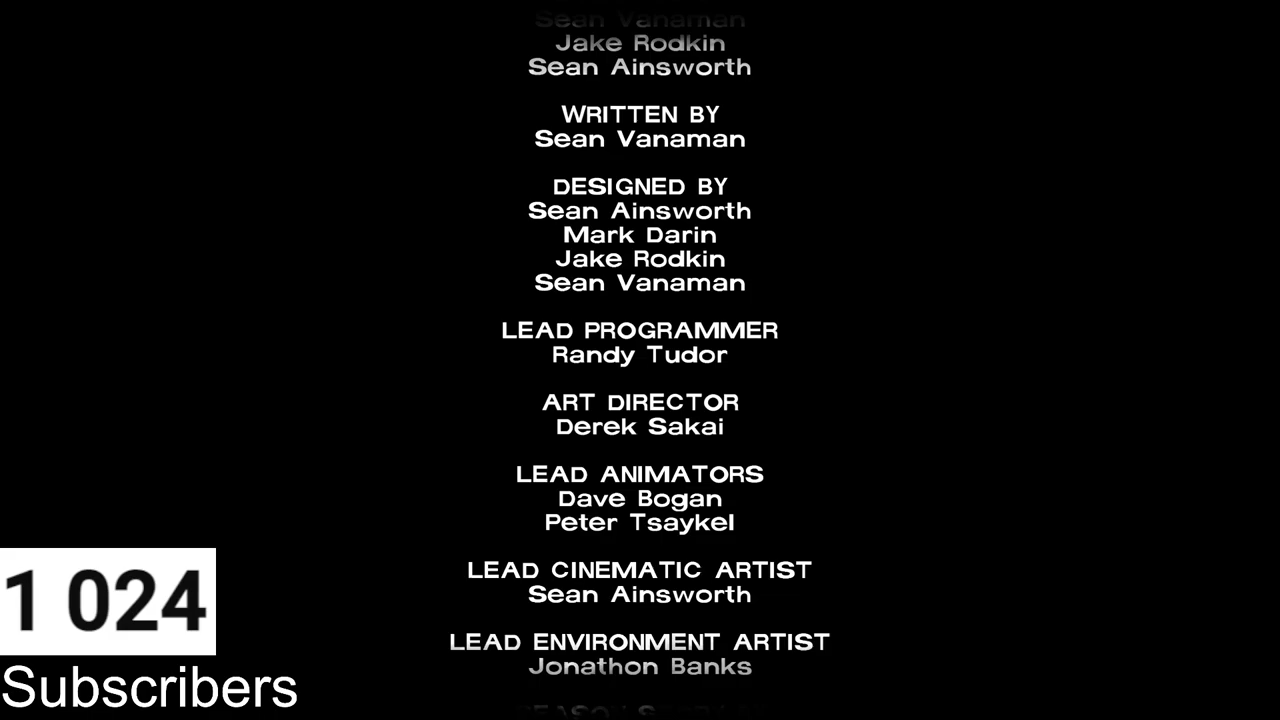 Sean Vanaman
Jake Rodkin
Sean Ainsworth
WRITTEN BY
Sean Vanaman
DESIGNED BY
Sean Ainsworth
Mark Darin
Jake Rodkin
Sean Vanaman
LEAD PROGRAMMER
Randy Tudor
ART DIRECTOR
Derek Sakai
LEAD ANIMATORS
Dave Bogan
Peter Tsaykel
LEAD CINEMATIC ARTIST
Sean Ainsworth
LEAD ENVIRONMENT ARTIST
Jonathon Banks
1 024
Subscribers